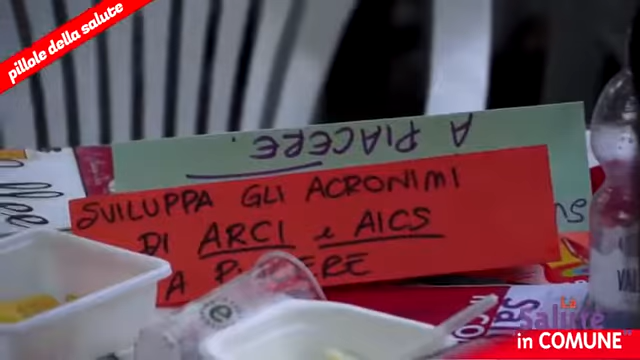 pillole della salute
A PIACERE.
SVILUPPA GLI ACRONIMI
DI ARCI e AICS
A PIACERE
La
Salute
in COMUNE"